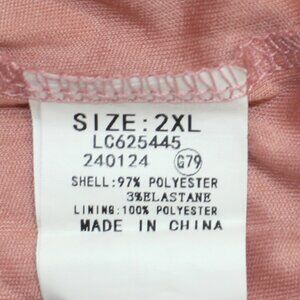 SIZE:2XL
LC625445
240124 G79
SHELL:97% POLYESTER
3%ELASTANE
LINING:100% POLYESTER
MADE IN CHINA